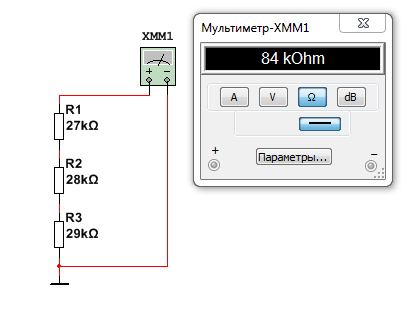 XMM1
R1
27kΩ
R2
28kΩ
R3
29kΩ
Мультиметр-XMM1
84 kOhm
A V Ω dB
+ −
Параметры...
+ −